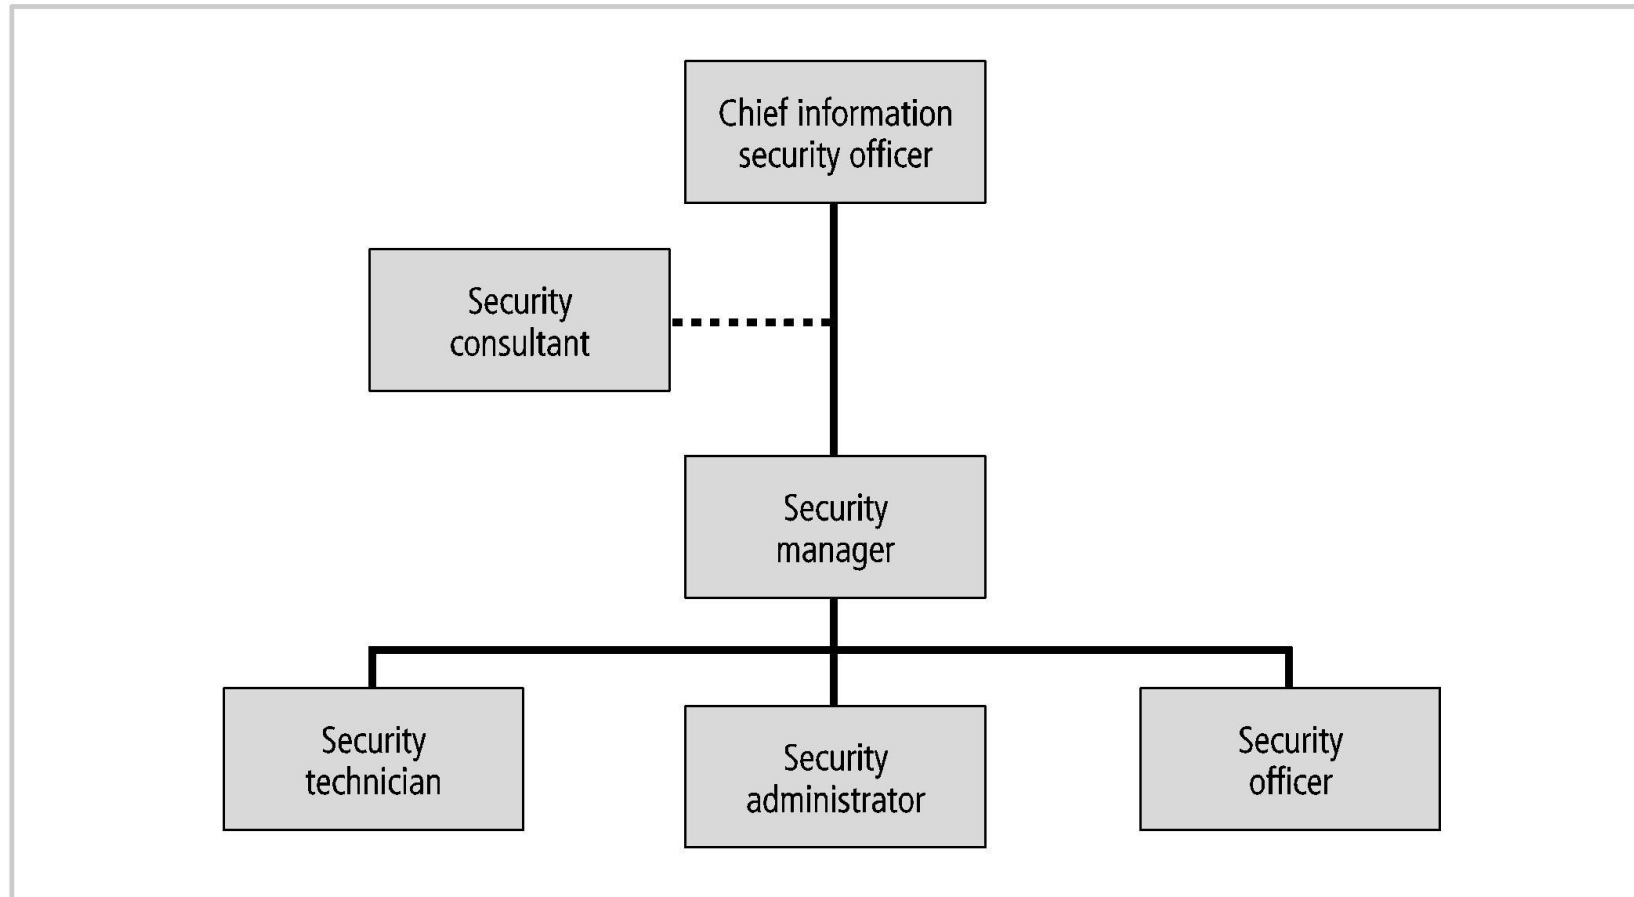 Chief information
security officer
Security
consultant
Security
manager
Security
technician
Security
administrator
Security
officer